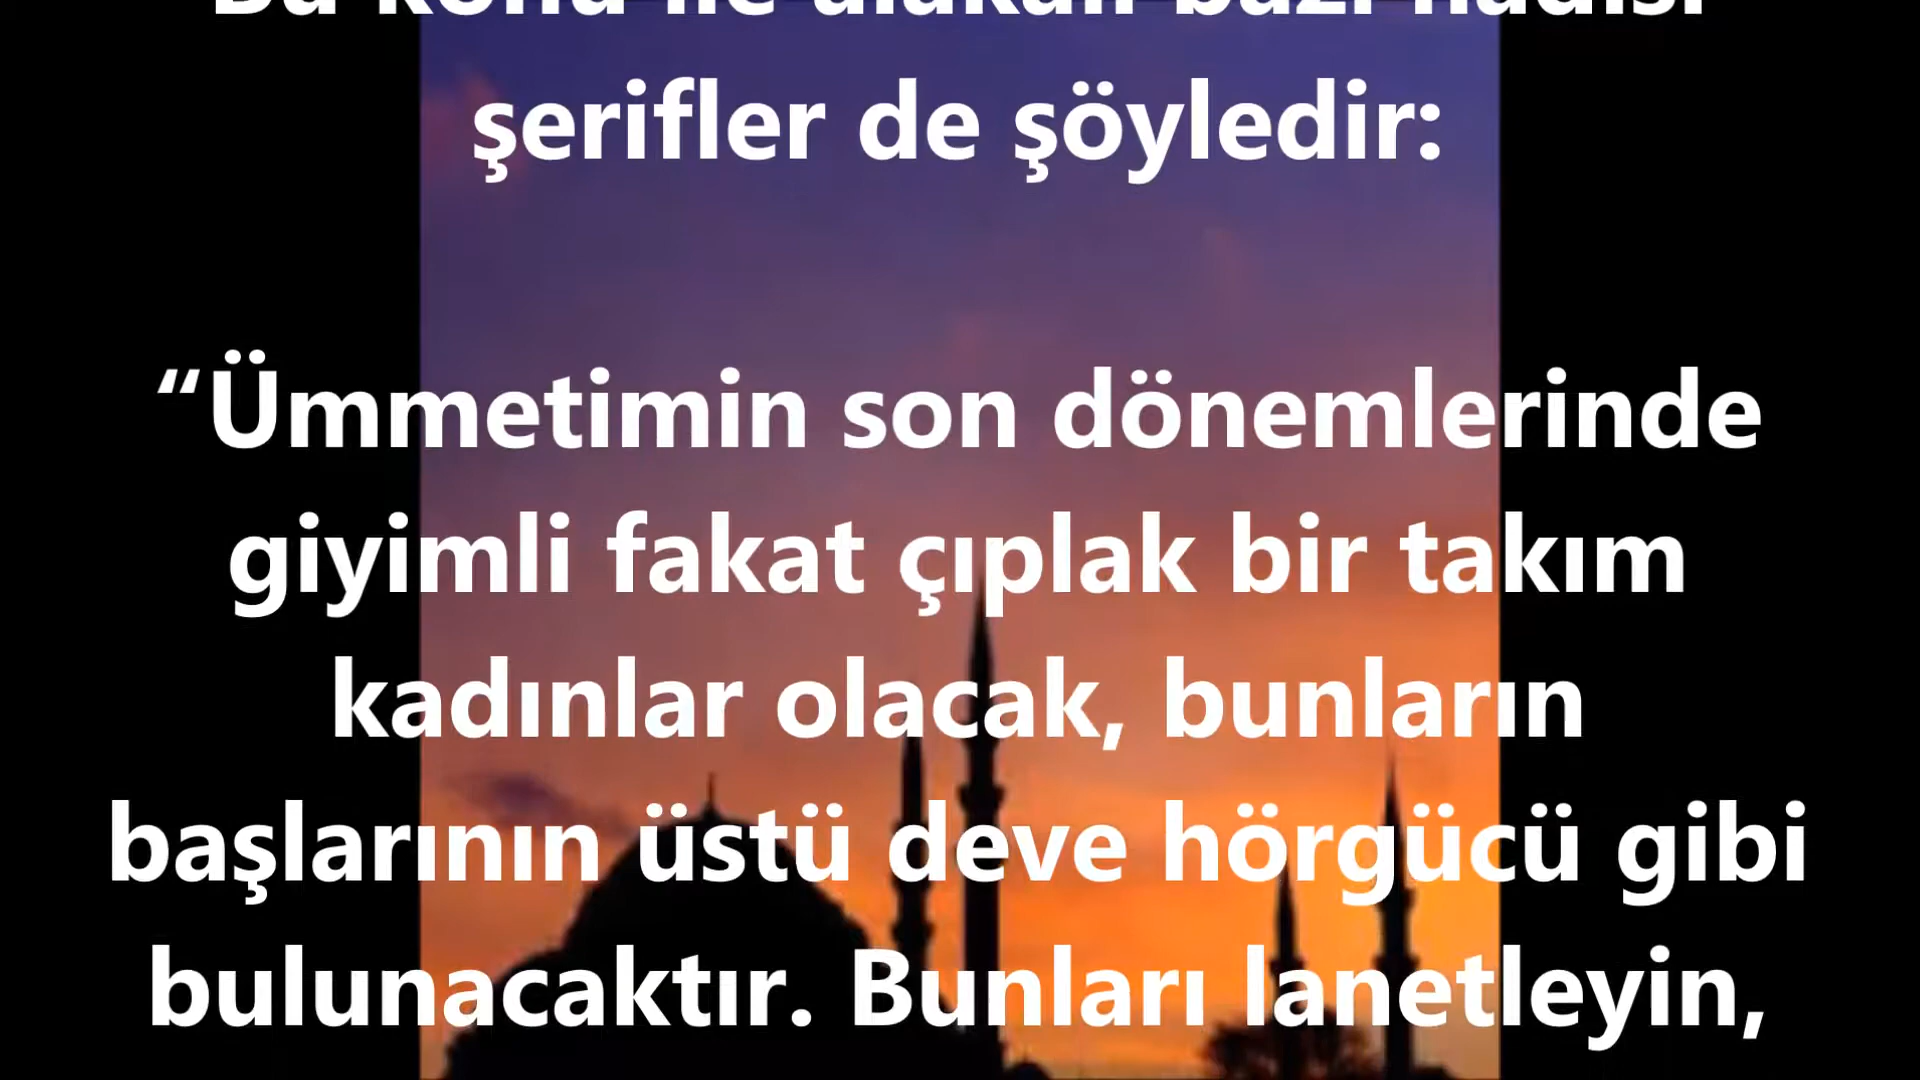 Bu konu ile alakalı bazı hadisi
şerifler de şöyledir:
“Ümmetimin son dönemlerinde
giyimli fakat çıplak bir takım
kadınlar olacak, bunların
başlarının üstü deve hörgücü gibi
bulunacaktır. Bunları lanetleyin,